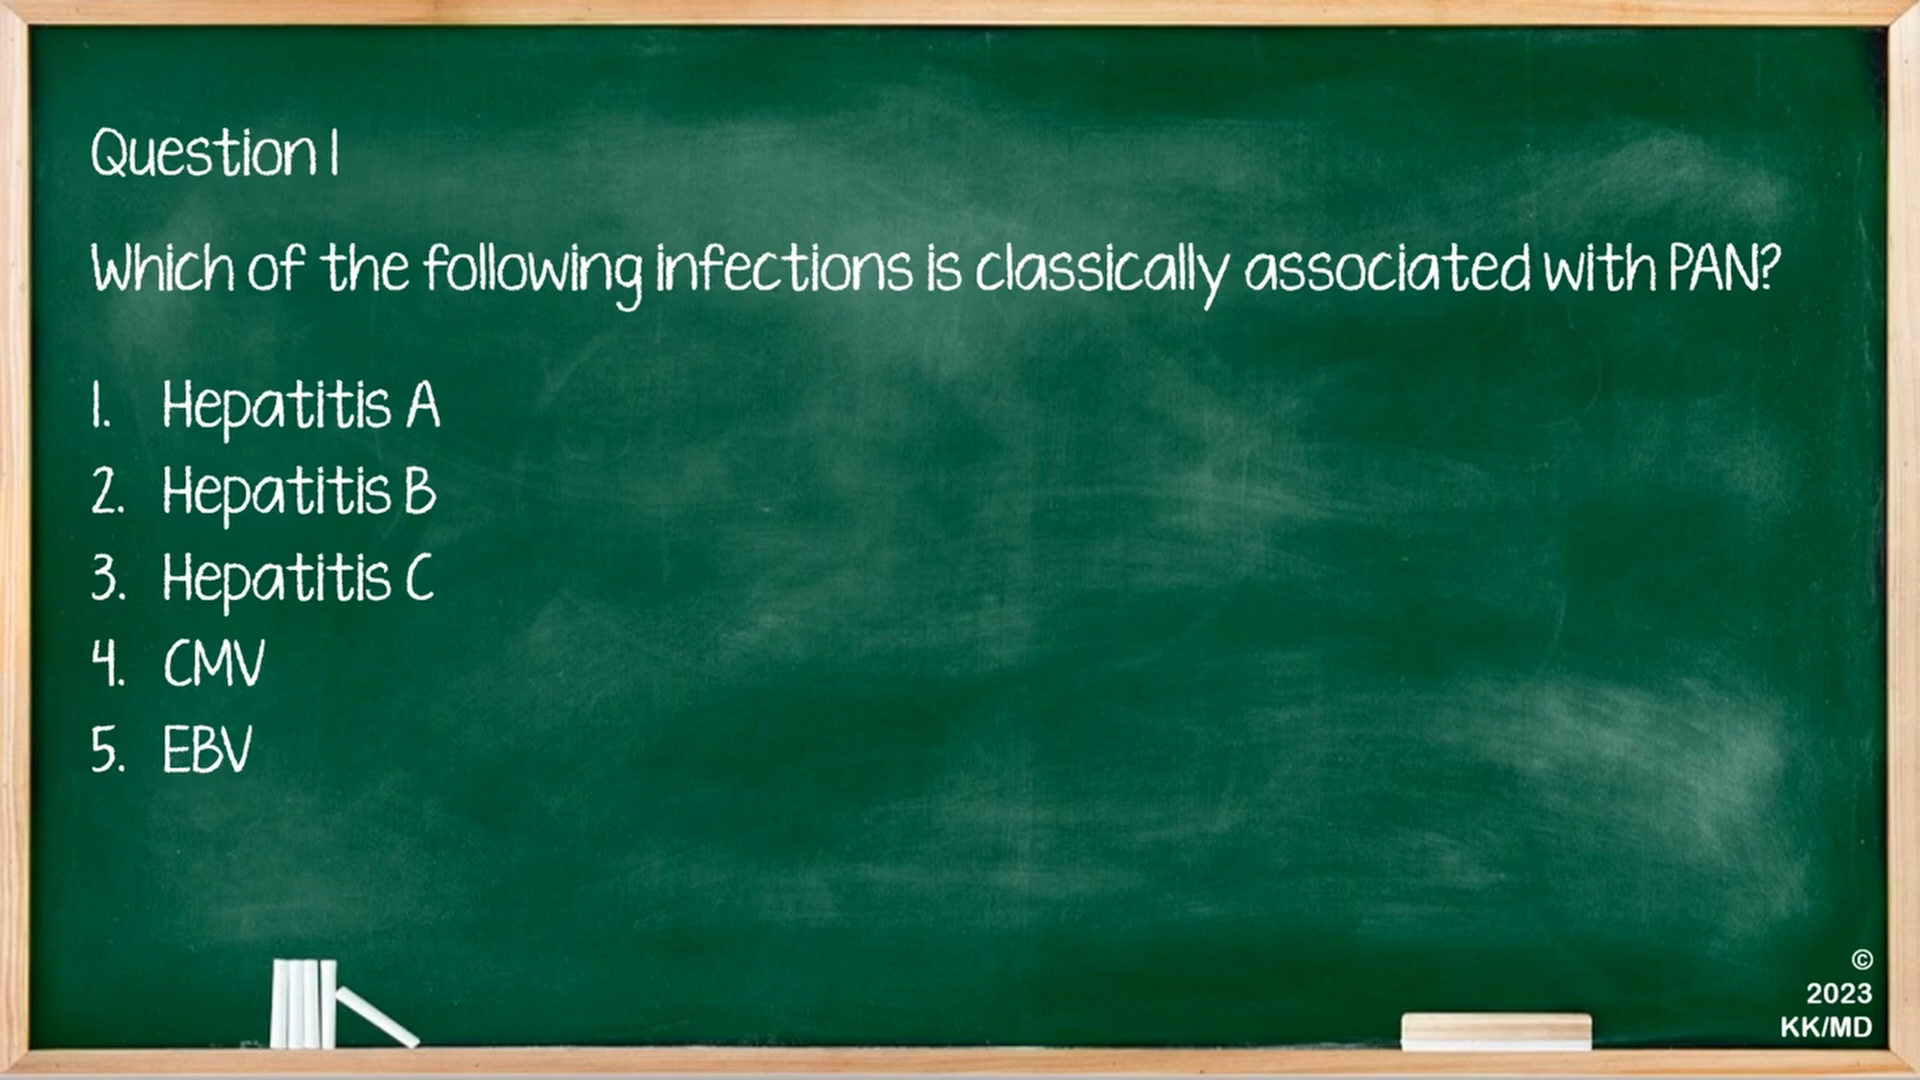 Question 1
Which of the following infections is classically associated with PAN?
1. Hepatitis A
2. Hepatitis B
3. Hepatitis C
4. CMV
5. EBV
©
2023
KK/MD